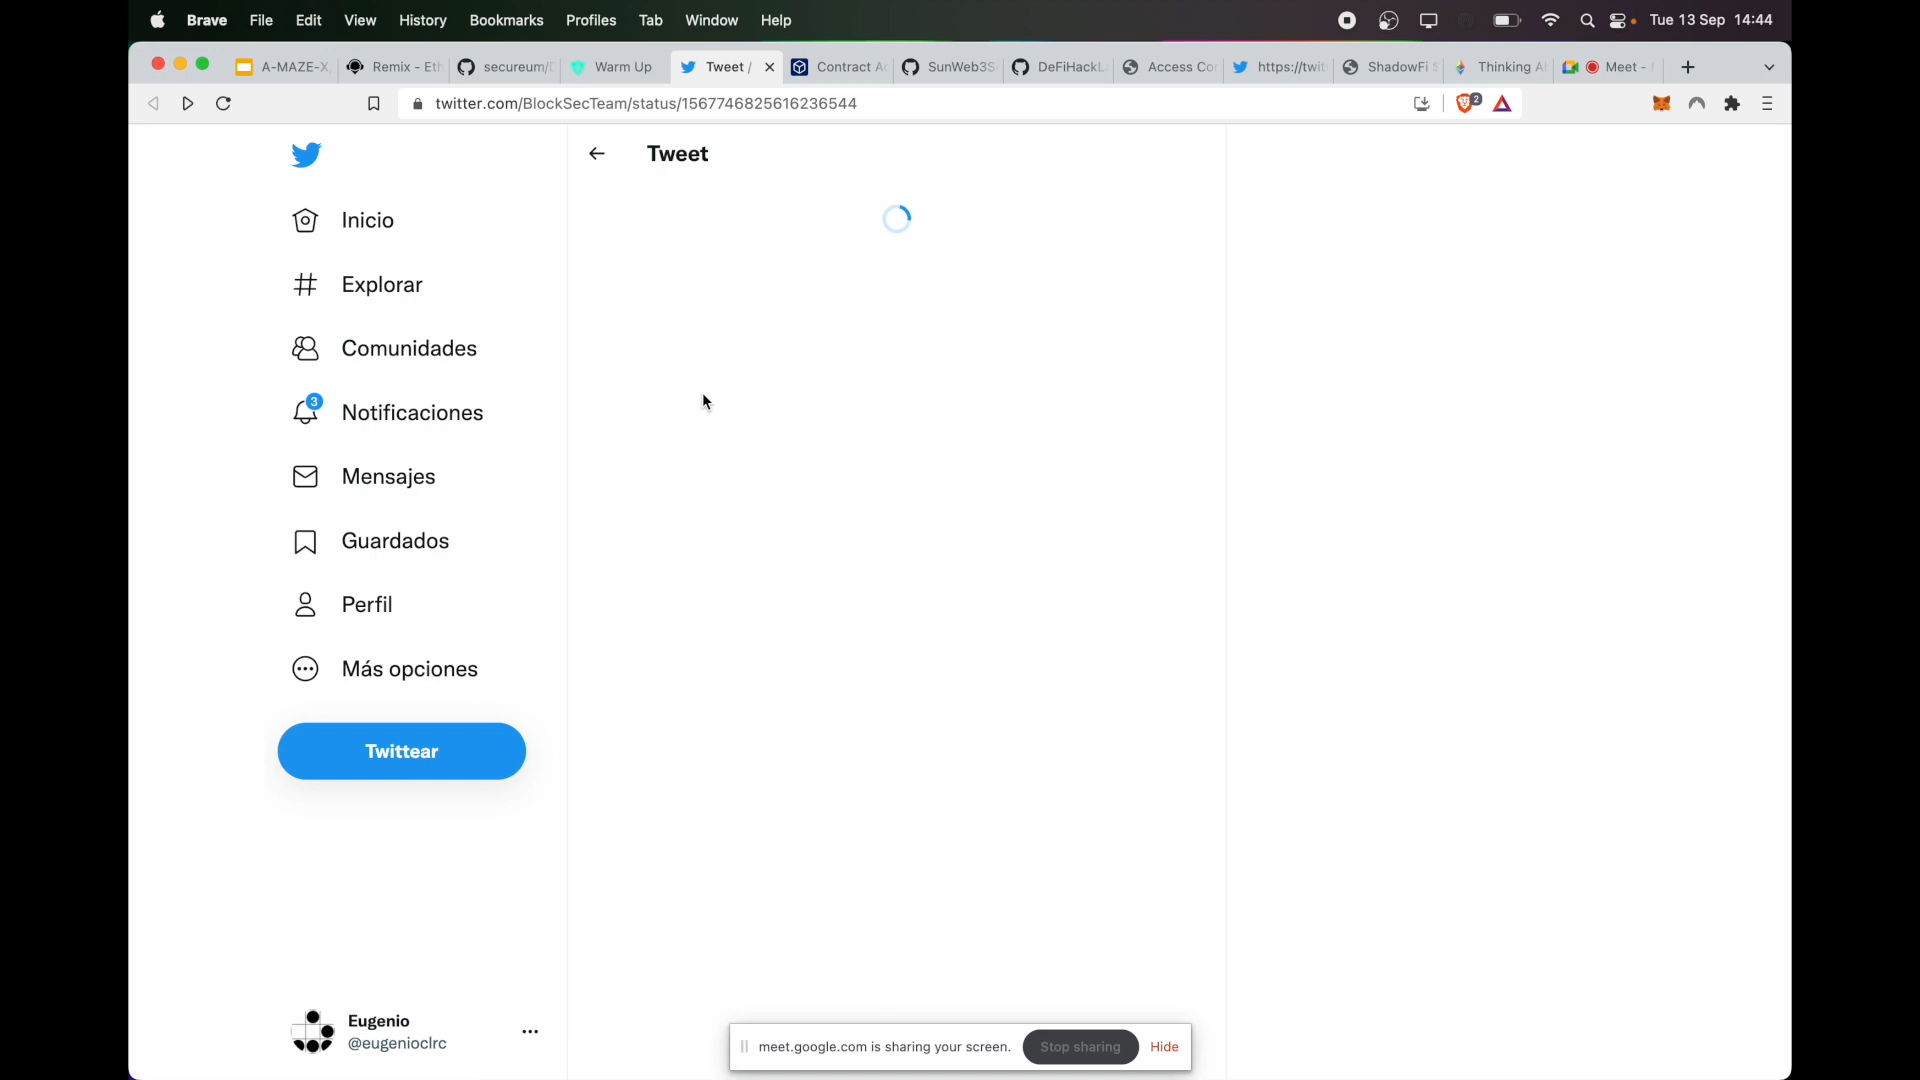 Brave File Edit View History Bookmarks Profiles Tab Window Help Tue 13 Sep 14:44
A-MAZE-X Remix - Eth secureum/D Warm Up Tweet / Contract A SunWeb3S DeFiHackL Access Co https://twit ShadowFi S Thinking A Meet -
twitter.com/BlockSecTeam/status/1567746825616236544 2
Tweet
Inicio
Explorar
Comunidades
3
Notificaciones
Mensajes
Guardados
Perfil
Más opciones
Twittear
Eugenio
@eugenioclrc
meet.google.com is sharing your screen. Stop sharing Hide